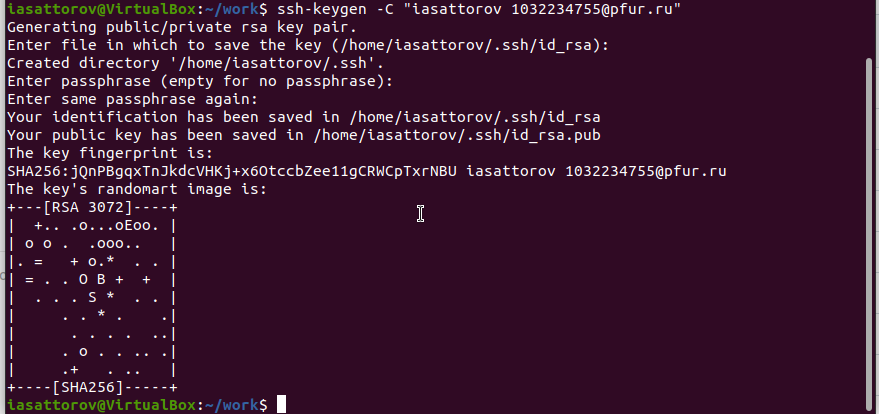 iasattorov@VirtualBox:~/work$ ssh-keygen -C "iasattorov 1032234755@pfur.ru"
Generating public/private rsa key pair.
Enter file in which to save the key (/home/iasattorov/.ssh/id_rsa):
Created directory '/home/iasattorov/.ssh'.
Enter passphrase (empty for no passphrase):
Enter same passphrase again:
Your identification has been saved in /home/iasattorov/.ssh/id_rsa
Your public key has been saved in /home/iasattorov/.ssh/id_rsa.pub
The key fingerprint is:
SHA256:jQnPBgqxTnJkdcVHKj+x6OtccbZee11gCRWCpTxrNBU iasattorov 1032234755@pfur.ru
The key's randomart image is:
+---[RSA 3072]----+
|  +.. .o...oEoo. |
| o o .  .ooo..   |
|. =   + o.*  . . |
| = . . O B +  +  |
|  . . . S *  . . |
|     . . * .    .|
|      . . . .  ..|
|     . o . . .. .|
|     .+   . ..   |
+----[SHA256]-----+
iasattorov@VirtualBox:~/work$